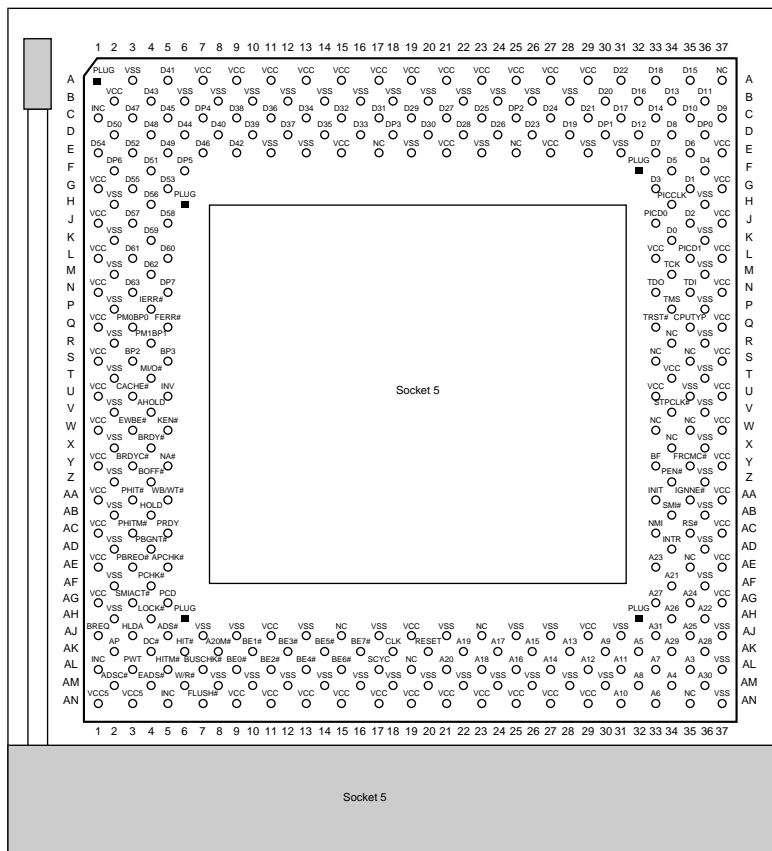 1 2 3 4 5 6 7 8 9 10 11 12 13 14 15 16 17 18 19 20 21 22 23 24 25 26 27 28 29 30 31 32 33 34 35 36 37
A PLUG VSS D41 VCC VCC VCC VCC VCC VCC VCC VCC VCC VCC VCC D22 D18 D15 NC A
B VCC D43 VSS VSS VSS VSS VSS VSS VSS VSS VSS VSS VSS VSS D20 D16 D13 D11 B
C INC D47 D45 DP4 D38 D36 D34 D32 D31 D29 D27 D25 DP2 D24 D21 D17 D14 D10 D9 C
D D50 D48 D44 D40 D39 D37 D35 D33 DP3 D30 D28 D26 D23 D19 DP1 D12 D8 DP0 D
E D54 D52 D49 D46 D42 VSS VSS VCC NC VSS VCC VSS NC VSS VCC VSS D7 D6 VCC E
F DP6 D51 DP5 PLUG D5 D4 F
G VCC D55 D53 D3 D1 VCC G
H VSS D56 PLUG PICCLK VSS H
J VCC D57 D58 PICD0 D2 VCC J
K VSS D59 D0 VSS K
L VCC D61 D60 VCC PICD1 VCC L
M VSS D62 TCK VSS M
N VCC D63 DP7 TDO TDI VCC N
P VSS IERR# TMS VSS P
Q VCC PM0BP0 FERR# TRST# CPUTYP VCC Q
R VSS PM1BP1 NC VSS R
S VCC BP2 BP3 NC NC VCC S
T VSS MI/O# VCC VSS T
U VCC CACHE# INV VCC VSS VCC U
Socket 5
V VSS AHOLD STPCLK# VSS V
W VCC EWBE# KEN# NC NC VCC W
X VSS BRDY# NC VSS X
Y VCC BRDYC# NA# BF FRCMC# VCC Y
Z VSS BOFF# PEN# VSS Z
AA VCC PHIT# WB/WT# INIT IGNNE# VCC AA
AB VSS HOLD SMI# VSS AB
AC VCC PHITM# PRDY NMI RS# VCC AC
AD VSS PBGNT# INTR VSS AD
AE VCC PBREO# APCHK# A23 NC VCC AE
AF VSS PCHK# A21 VSS AF
AG VCC SMIACT# PCD A27 A24 VCC AG
AH VSS LOCK# PLUG PLUG A26 A22 AH
AJ BREQ HLDA ADS# VSS VSS VCC VSS NC VSS VSS VCC NC VSS VSS VCC VSS A31 A25 VSS AJ
AK AP DC# HIT# A20M# BE1# BE3# BE5# BE7# CLK RESET A19 A17 A15 A13 A9 A5 A29 A28 AK
AL INC PWT HITM# BUSCHK# BE0# BE2# BE4# BE6# SCYC NC A20 A18 A16 A14 A12 A11 A7 A3 VSS AL
AM ADSC# EADS# W/R# VSS VSS VSS VSS VSS VSS VSS VSS VSS VSS VSS VSS A8 A4 A30 AM
AN VCC5 VCC5 INC FLUSH# VCC VCC VCC VCC VCC VCC VCC VCC VCC VCC VCC A10 A6 NC VSS AN
1 2 3 4 5 6 7 8 9 10 11 12 13 14 15 16 17 18 19 20 21 22 23 24 25 26 27 28 29 30 31 32 33 34 35 36 37
Socket 5